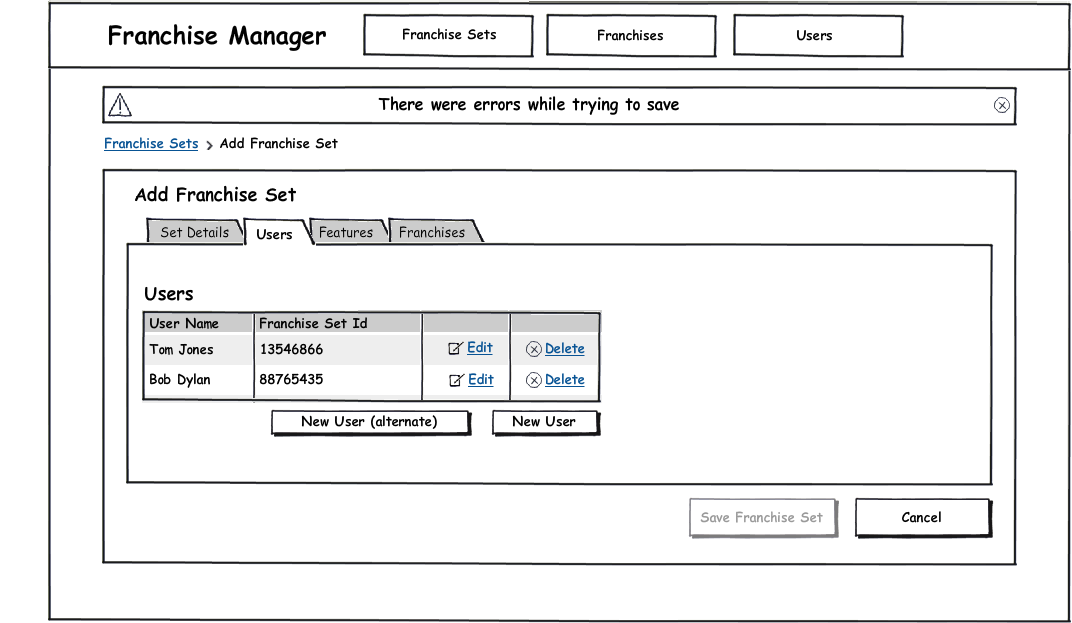 Franchise Manager Franchise Sets Franchises Users
There were errors while trying to save
Franchise Sets > Add Franchise Set
Add Franchise Set
Set Details Users Features Franchises
Users
User Name Franchise Set Id
Tom Jones 13546866 Edit Delete
Bob Dylan 88765435 Edit Delete
New User (alternate) New User
Save Franchise Set Cancel